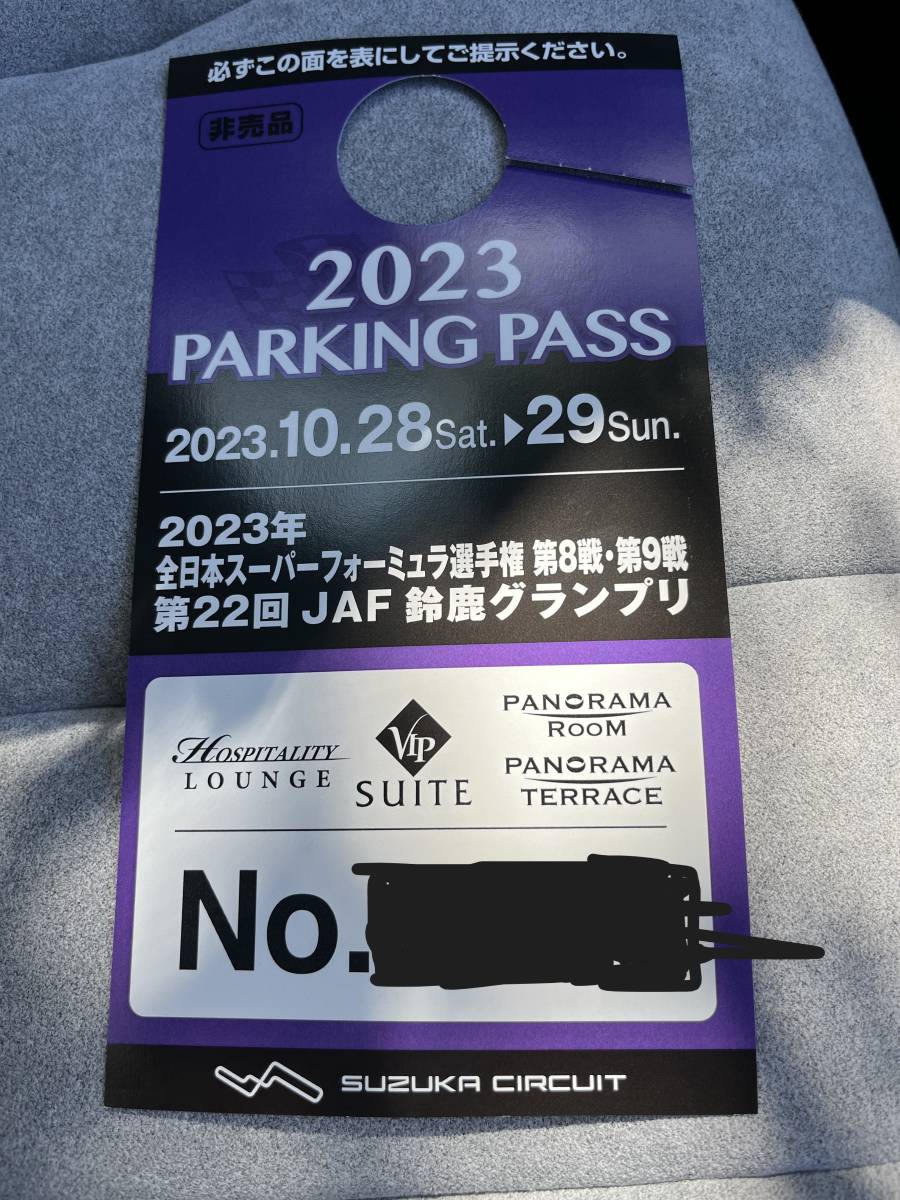 必ずこの面を表にしてご提示ください。
非売品
2023
PARKING PASS
2023.10.28Sat.▶29Sun.
2023年
全日本スーパーフォーミュラ選手権 第8戦・第9戦
第22回 JAF 鈴鹿グランプリ
HOSPITALITY
LOUNGE
VIP
SUITE
PANORAMA
ROOM
PANORAMA
TERRACE
No.
SUZUKA CIRCUIT